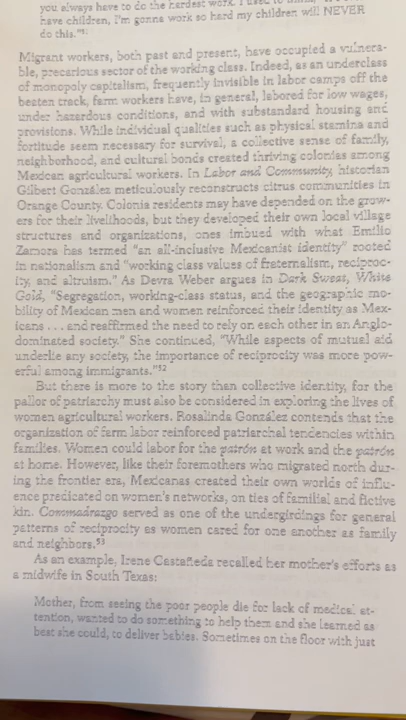 you always have to do the hardest work. I used to think, if I ever
have children, I'm gonna work so hard my children will NEVER
do this."51
Migrant workers, both past and present, have occupied a vulnera-
ble, precarious sector of the working class. Indeed, as an underclass
of monopoly capitalism, frequently invisible in labor camps off the
beaten track, farm workers have, in general, labored for low wages,
under hazardous conditions, and with substandard housing and
provisions. While individual qualities such as physical stamina and
fortitude seem necessary for survival, a collective sense of family,
neighborhood, and cultural bonds created thriving colonias among
Mexican agricultural workers. In Labor and Community, historian
Gilbert González meticulously reconstructs citrus communities in
Orange County. Colonia residents may have depended on the grow-
ers for their livelihoods, but they developed their own local village
structures and organizations, ones imbued with what Emilio
Zamora has termed "an all-inclusive Mexicanist identity" rooted
in nationalism and "working class values of fraternalism, reciproc-
ity, and altruism." As Devra Weber argues in Dark Sweat, White
Gold, "Segregation, working-class status, and the geographic mo-
bility of Mexican men and women reinforced their identity as Mex-
icans . . . and reaffirmed the need to rely on each other in an Anglo-
dominated society." She continued, "While aspects of mutual aid
underlie any society, the importance of reciprocity was more pow-
erful among immigrants."52
But there is more to the story than collective identity, for the
pallor of patriarchy must also be considered in exploring the lives of
women agricultural workers. Rosalinda González contends that the
organization of farm labor reinforced patriarchal tendencies within
families. Women could labor for the patrón at work and the patrón
at home. However, like their foremothers who migrated north dur-
ing the frontier era, Mexicanas created their own worlds of influ-
ence predicated on women's networks, on ties of familial and fictive
kin. Commadrazgo served as one of the undergirdings for general
patterns of reciprocity as women cared for one another as family
and neighbors.53
As an example, Irene Castañeda recalled her mother's efforts as
a midwife in South Texas:
Mother, from seeing the poor people die for lack of medical at-
tention, wanted to do something to help them and she learned as
best she could, to deliver babies. Sometimes on the floor with just